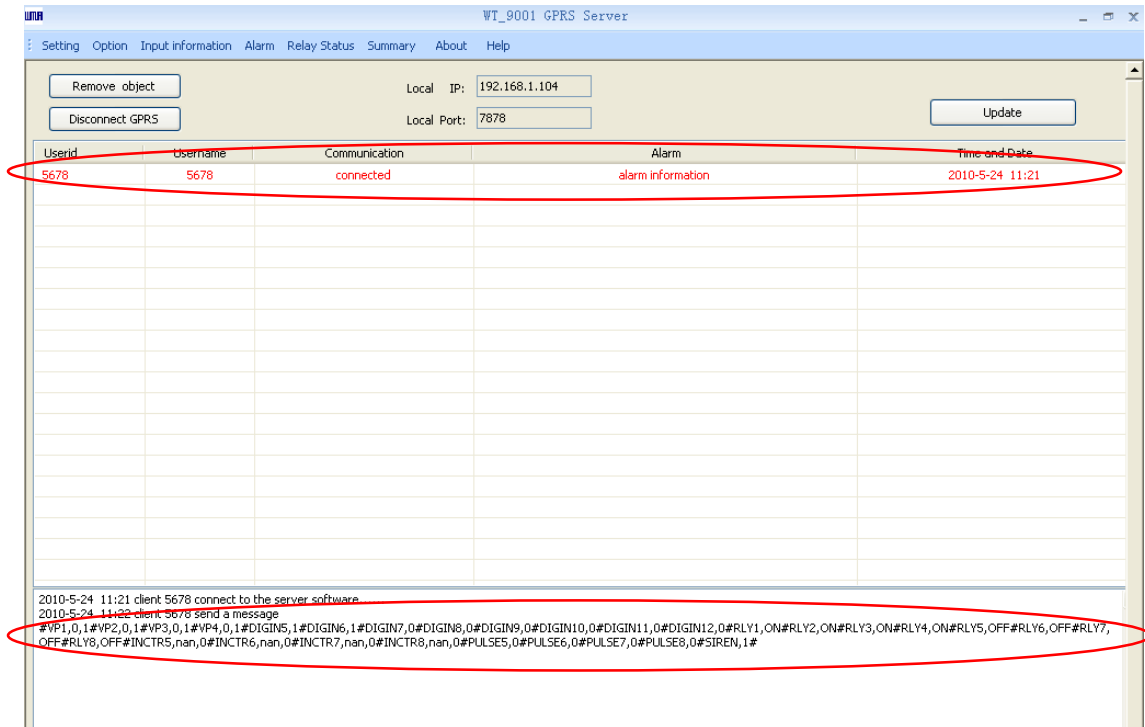 WT_9001 GPRS Server
Setting Option Input information Alarm Relay Status Summary About Help
Remove object
Local IP: 192.168.1.104
Disconnect GPRS
Local Port: 7878
Update
Userid Username Communication Alarm Time and Date
5678 5678 connected alarm information 2010-5-24 11:21
2010-5-24 11:21 client 5678 connect to the server software......
2010-5-24 11:22 client 5678 send a message
#VP1,0,1#VP2,0,1#VP3,0,1#VP4,0,1#DIGIN5,1#DIGIN6,1#DIGIN7,0#DIGIN8,0#DIGIN9,0#DIGIN10,0#DIGIN11,0#DIGIN12,0#RLY1,ON#RLY2,ON#RLY3,ON#RLY4,ON#RLY5,OFF#RLY6,OFF#RLY7,
OFF#RLY8,OFF#INCTR5,nan,0#INCTR6,nan,0#INCTR7,nan,0#INCTR8,nan,0#PULSE5,0#PULSE6,0#PULSE7,0#PULSE8,0#SIREN,1#